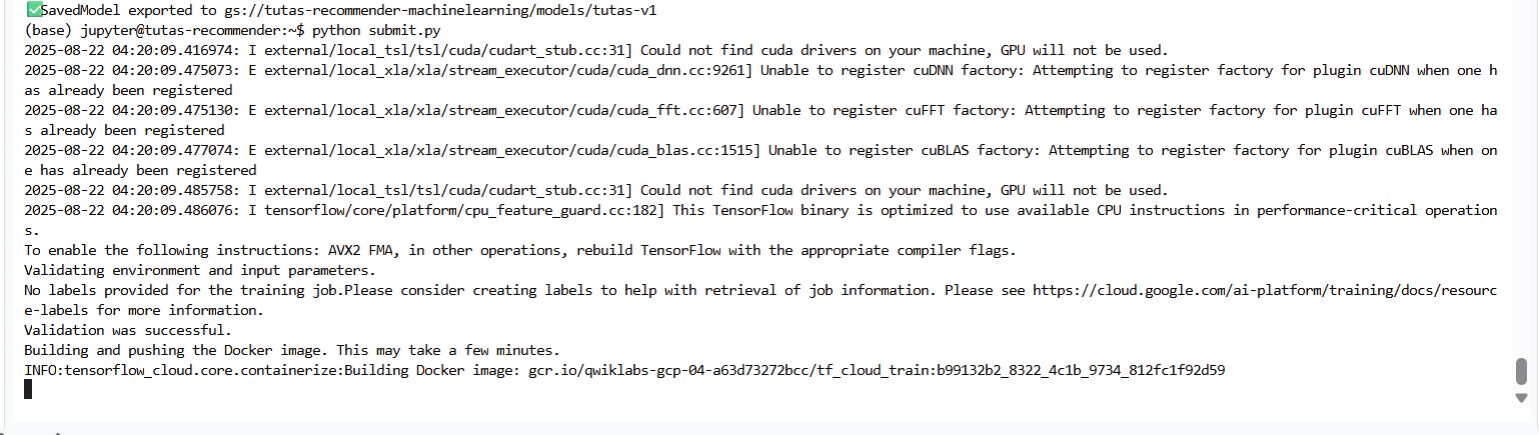 ✅SavedModel exported to gs://tutas-recommender-machinelearning/models/tutas-v1
(base) jupyter@tutas-recommender:~$ python submit.py
2025-08-22 04:20:09.416974: I external/local_tsl/tsl/cuda/cudart_stub.cc:31] Could not find cuda drivers on your machine, GPU will not be used.
2025-08-22 04:20:09.475073: E external/local_xla/xla/stream_executor/cuda/cuda_dnn.cc:9261] Unable to register cuDNN factory: Attempting to register factory for plugin cuDNN when one h
as already been registered
2025-08-22 04:20:09.475130: E external/local_xla/xla/stream_executor/cuda/cuda_fft.cc:607] Unable to register cuFFT factory: Attempting to register factory for plugin cuFFT when one ha
s already been registered
2025-08-22 04:20:09.477074: E external/local_xla/xla/stream_executor/cuda/cuda_blas.cc:1515] Unable to register cuBLAS factory: Attempting to register factory for plugin cuBLAS when on
e has already been registered
2025-08-22 04:20:09.485758: I external/local_tsl/tsl/cuda/cudart_stub.cc:31] Could not find cuda drivers on your machine, GPU will not be used.
2025-08-22 04:20:09.486076: I tensorflow/core/platform/cpu_feature_guard.cc:182] This TensorFlow binary is optimized to use available CPU instructions in performance-critical operation
s.
To enable the following instructions: AVX2 FMA, in other operations, rebuild TensorFlow with the appropriate compiler flags.
Validating environment and input parameters.
No labels provided for the training job.Please consider creating labels to help with retrieval of job information. Please see https://cloud.google.com/ai-platform/training/docs/resourc
e-labels for more information.
Validation was successful.
Building and pushing the Docker image. This may take a few minutes.
INFO:tensorflow_cloud.core.containerize:Building Docker image: gcr.io/qwiklabs-gcp-04-a63d73272bcc/tf_cloud_train:b99132b2_8322_4c1b_9734_812fc1f92d59